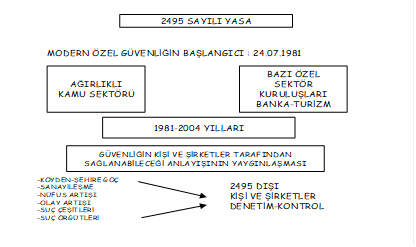 2495 SAYILI YASA
MODERN ÖZEL GÜVENLİĞİN BAŞLANGICI : 24.07.1981
AĞIRLIKLI
KAMU SEKTÖRÜ
BAZI ÖZEL
SEKTÖR
KURULUŞLARI
BANKA-TURİZM
1981-2004 YILLARI
GÜVENLİĞİN KİŞİ VE ŞİRKETLER TARAFINDAN
SAĞLANABİLECEĞİ ANLAYIŞININ YAYGINLAŞMASI
-KÖYDEN-ŞEHİRE GÖÇ
-SANAYİLEŞME
-NÜFUS ARTIŞI
-OLAY ARTIŞI
-SUÇ ÇEŞİTLERİ
-SUÇ ÖRGÜTLERİ
2495 DIŞI
KİŞİ VE ŞİRKETLER
DENETİM-KONTROL